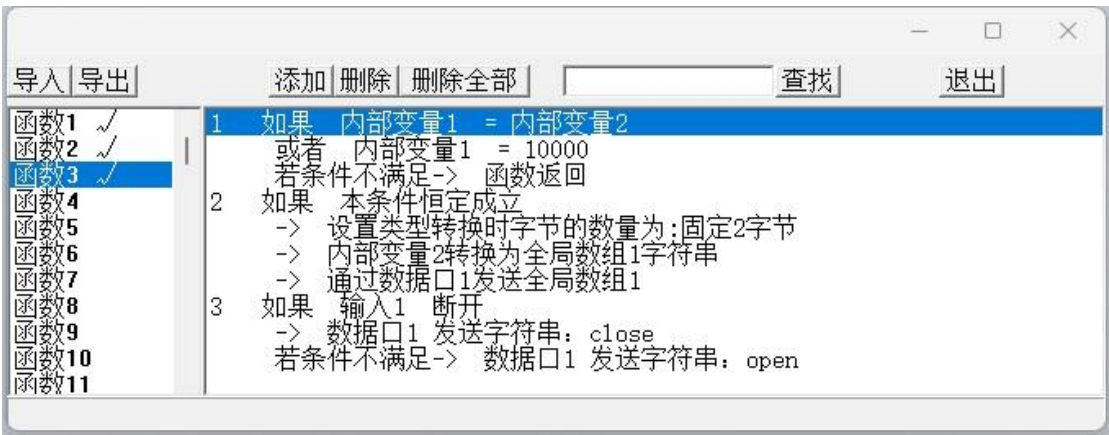 导入 导出 添加 删除 删除全部 查找 退出
函数1 √
函数2 √
函数3 √
函数4
函数5
函数6
函数7
函数8
函数9
函数10
函数11
1 如果 内部变量1 = 内部变量2
或者 内部变量1 = 10000
若条件不满足-> 函数返回
2 如果 本条件恒定成立
-> 设置类型转换时字节的数量为:固定2字节
-> 内部变量2转换为全局数组1字符串
-> 通过数据口1发送全局数组1
3 如果 输入1 断开
-> 数据口1 发送字符串: close
若条件不满足-> 数据口1 发送字符串: open